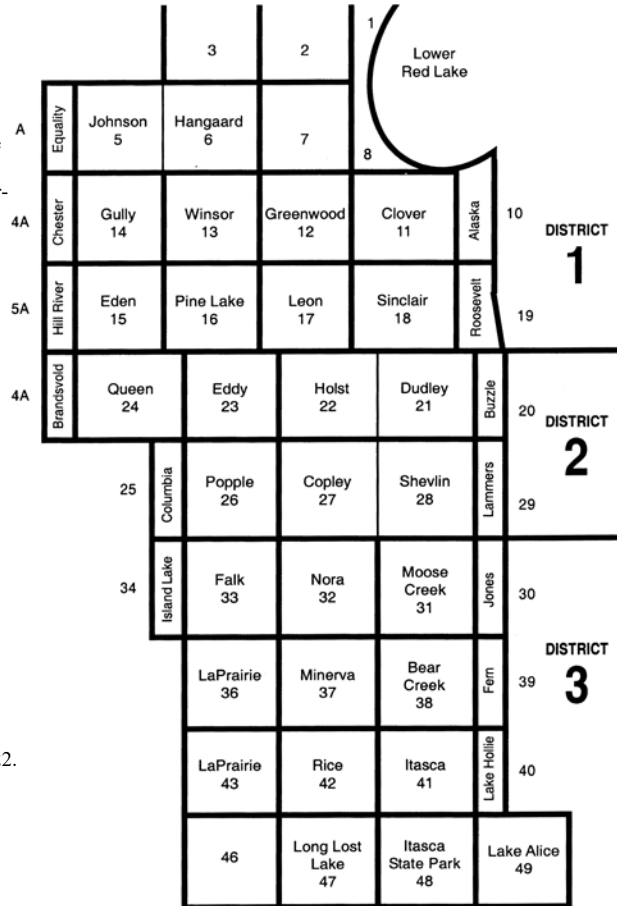 1
3
2
Lower
Red Lake
A
Equality
Johnson
5
Hangaard
6
7
8
4A
Chester
Gully
14
Winsor
13
Greenwood
12
Clover
11
Alaska
10
DISTRICT
1
5A
Hill River
Eden
15
Pine Lake
16
Leon
17
Sinclair
18
Roosevelt
19
4A
Brandsvold
Queen
24
Eddy
23
Holst
22
Dudley
21
Buzzle
20
DISTRICT
2
25
Columbia
Popple
26
Copley
27
Shevlin
28
Lammers
29
34
Island Lake
Falk
33
Nora
32
Moose
Creek
31
Jones
30
DISTRICT
3
LaPrairie
36
Minerva
37
Bear
Creek
38
Fern
39
2.
LaPrairie
43
Rice
42
Itasca
41
Lake Hollie
40
46
Long Lost
Lake
47
Itasca
State Park
48
Lake Alice
49